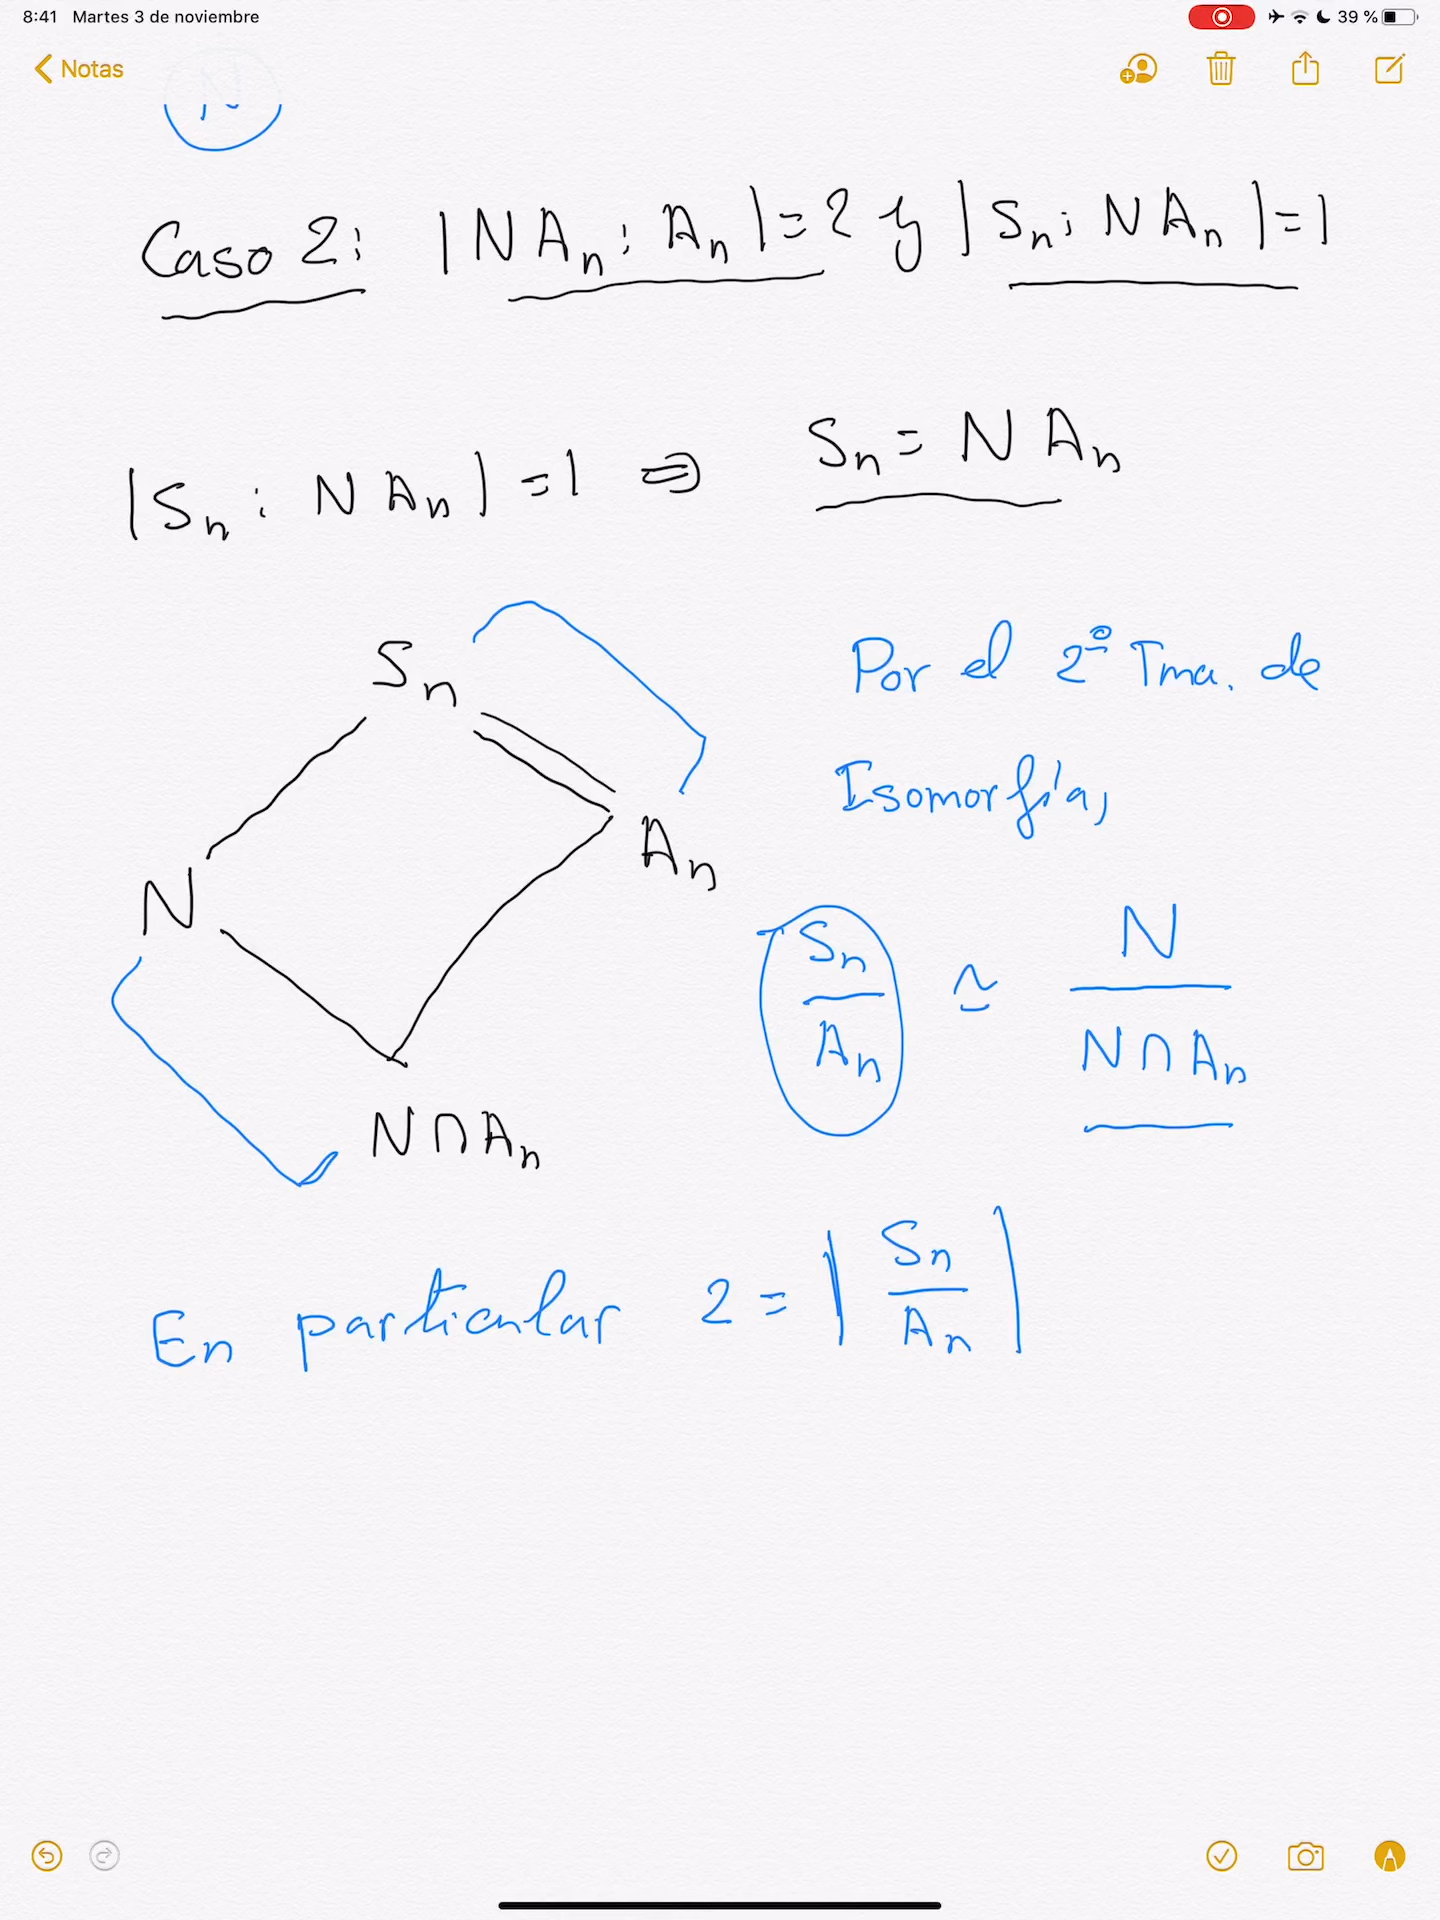 8:41 Martes 3 de noviembre 39 %
Notas
N
Caso 2: |NAn : An| = 2 y |Sn : NAn| = 1
|Sn : NAn| = 1 ⇒ Sn = NAn
Sn
Por el 2º Tma. de
Isomorfía,
An
N
Sn/An ≃ N/N∩An
N∩An
En particular 2 = |Sn/An|